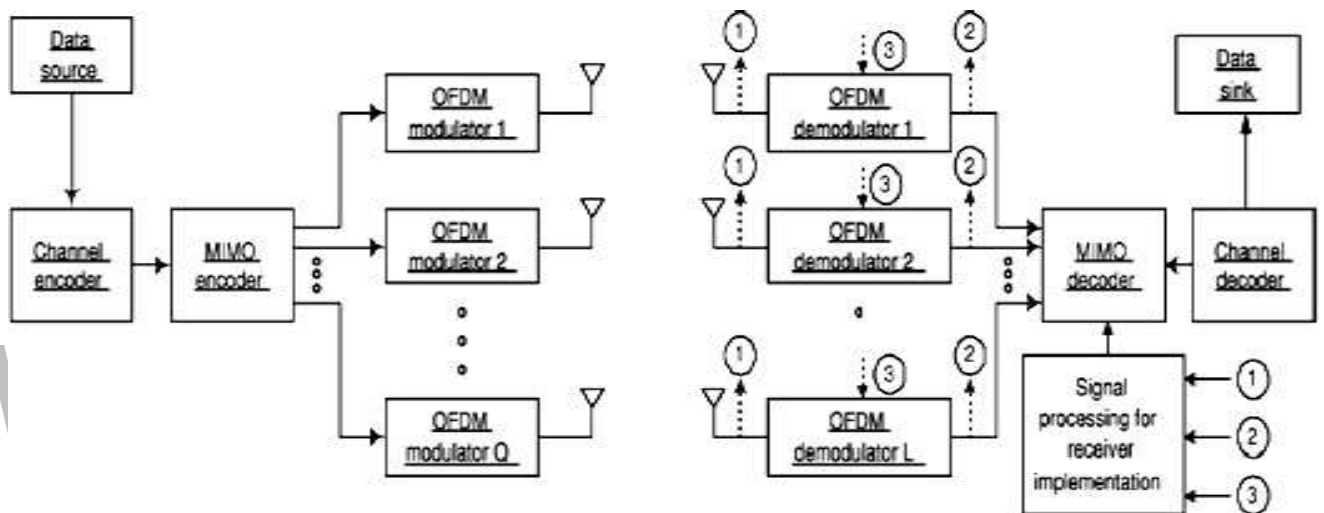 Data
source
Channel
encoder
MIMO
encoder
OFDM
modulator 1
OFDM
modulator 2
OFDM
modulator Q
1
3
2
OFDM
demodulator 1
1
3
2
OFDM
demodulator 2
1
3
2
OFDM
demodulator L
Data
sink
MIMO
decoder
Channel
decoder
Signal
processing for
receiver
implementation
1
2
3